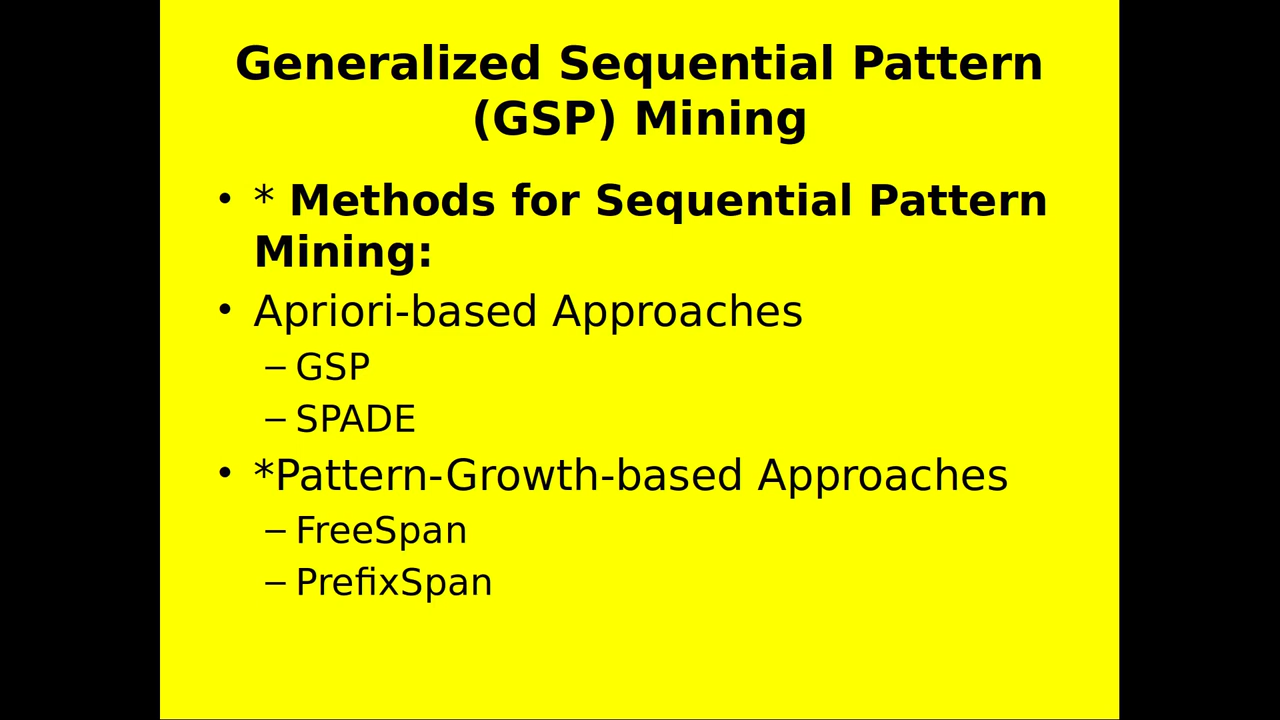 Generalized Sequential Pattern
(GSP) Mining
• * Methods for Sequential Pattern
Mining:
• Apriori-based Approaches
– GSP
– SPADE
• *Pattern-Growth-based Approaches
– FreeSpan
– PrefixSpan